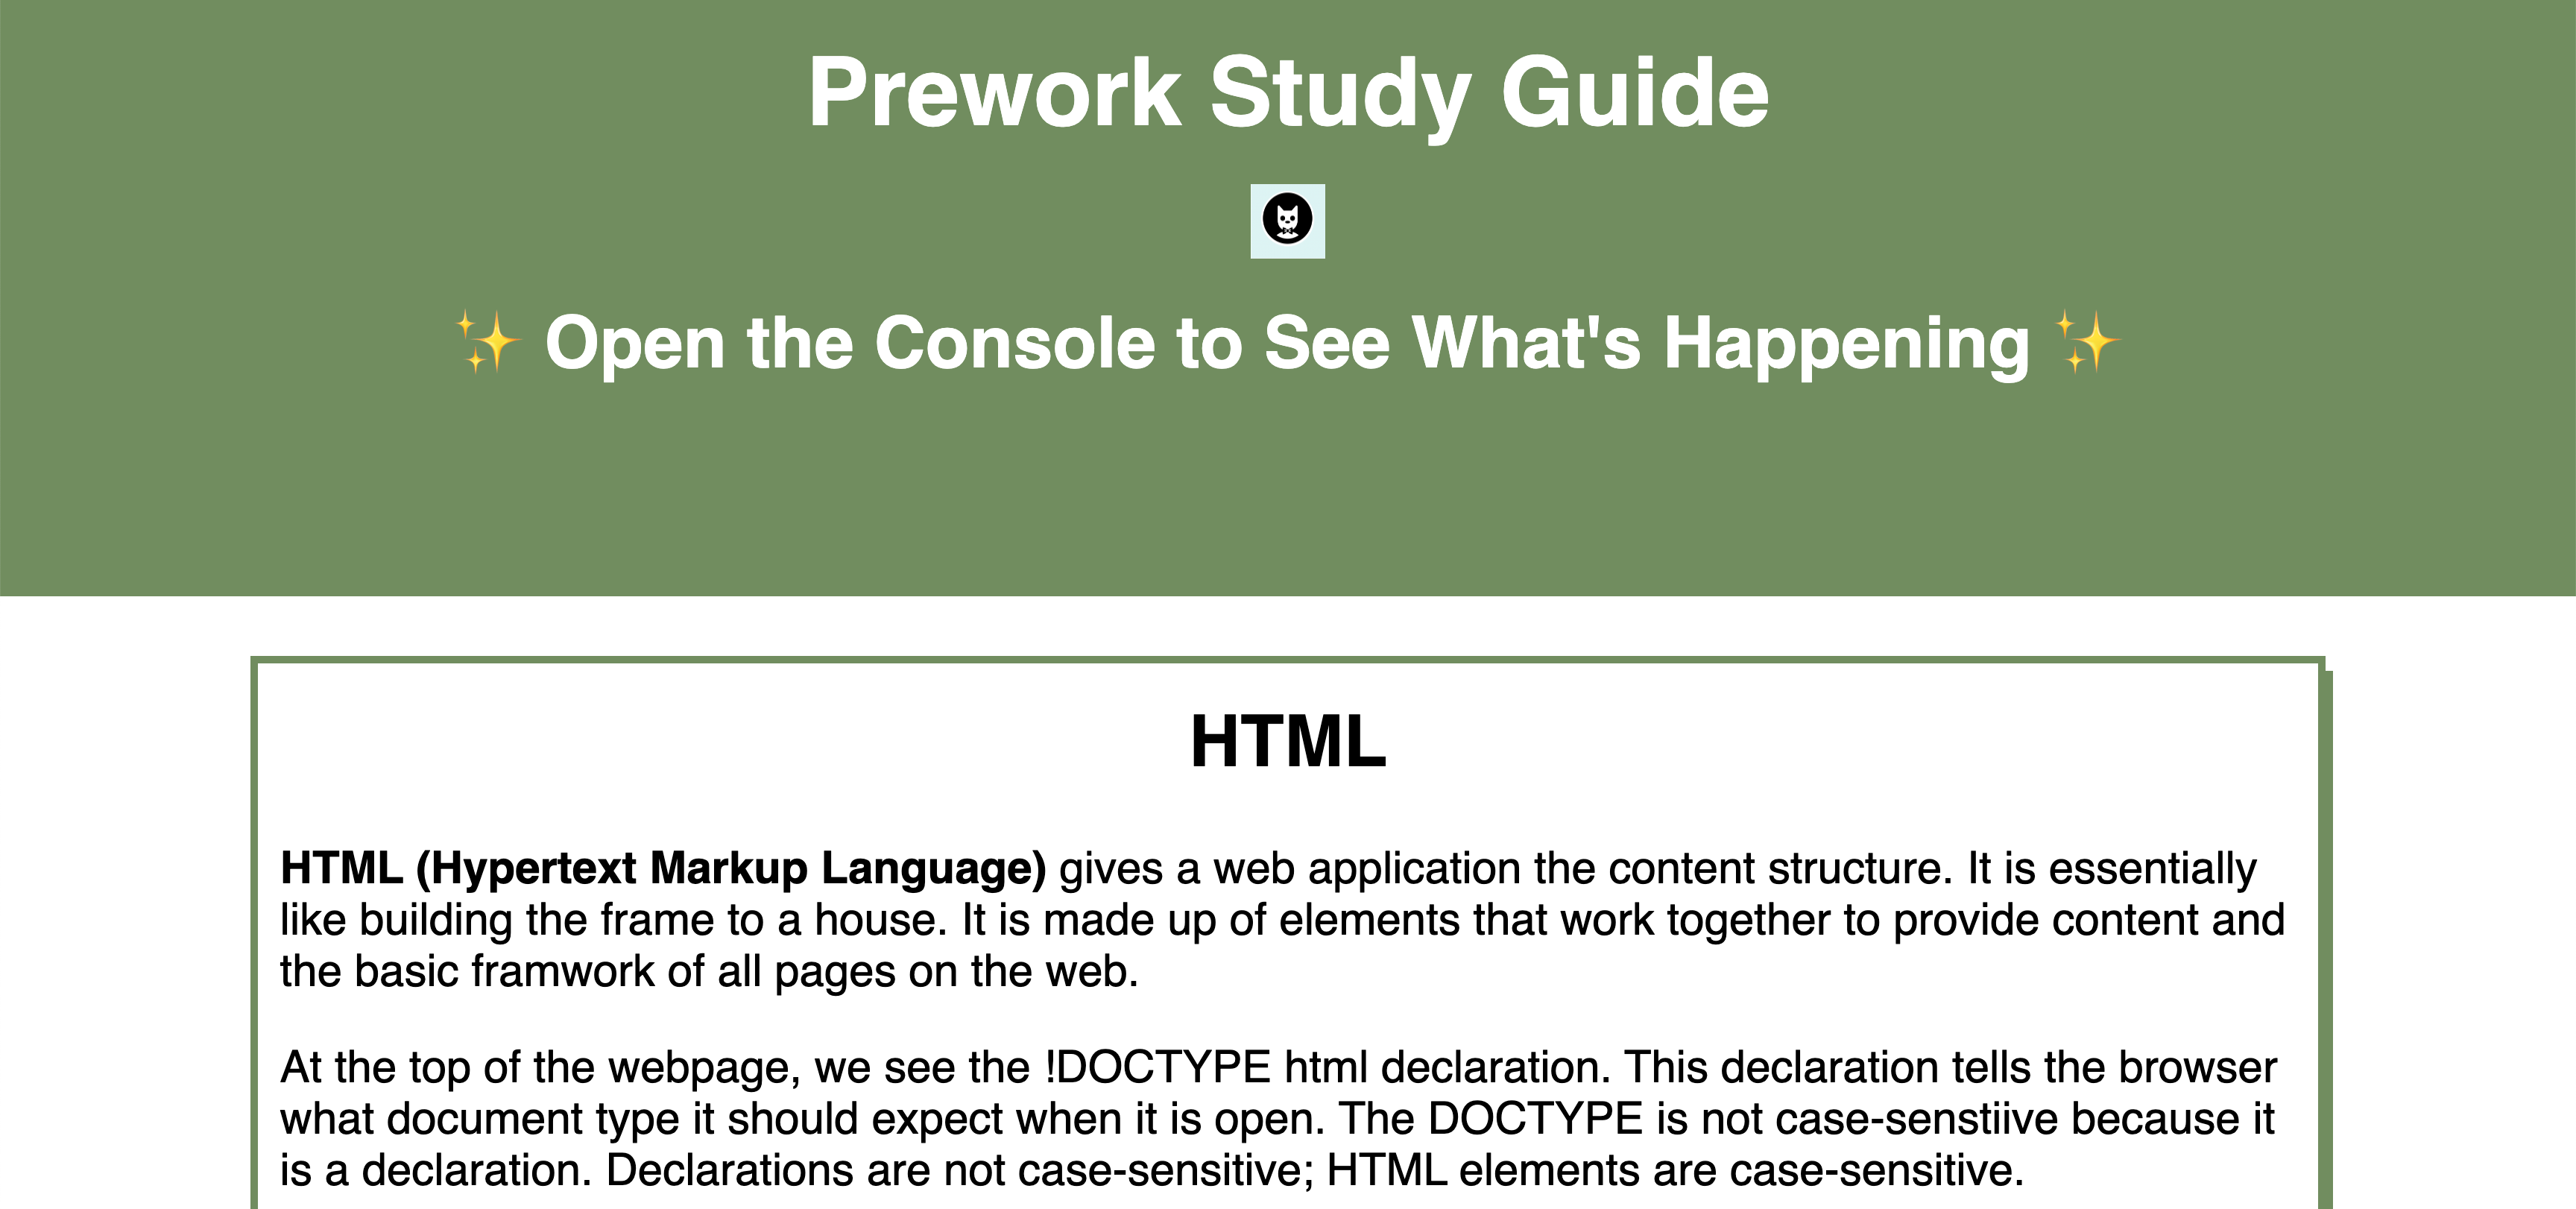 Prework Study Guide
✨ Open the Console to See What's Happening ✨
HTML
HTML (Hypertext Markup Language) gives a web application the content structure. It is essentially
like building the frame to a house. It is made up of elements that work together to provide content and
the basic framwork of all pages on the web.
At the top of the webpage, we see the !DOCTYPE html declaration. This declaration tells the browser
what document type it should expect when it is open. The DOCTYPE is not case-senstiive because it
is a declaration. Declarations are not case-sensitive; HTML elements are case-sensitive.